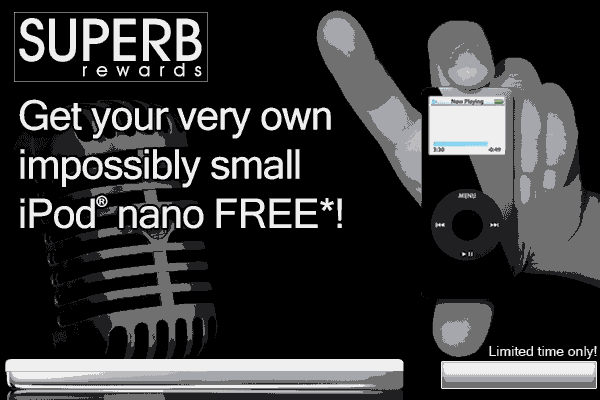 SUPERB
rewards
Get your very own
impossibly small
iPod® nano FREE*!
Now Playing
3:30 -0:49
MENU
Limited time only!